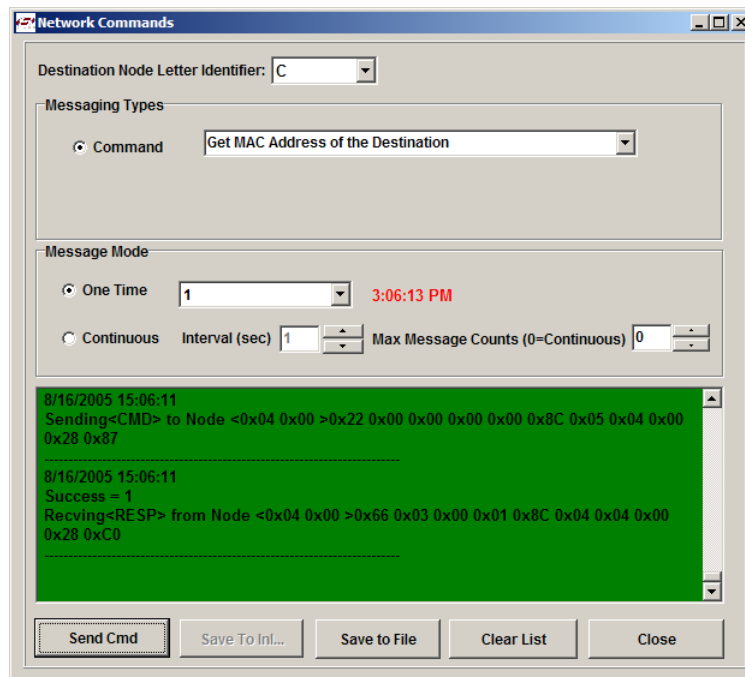 Network Commands
Destination Node Letter Identifier: C
Messaging Types
Command Get MAC Address of the Destination
Message Mode
One Time 1 3:06:13 PM
Continuous Interval (sec) 1 Max Message Counts (0=Continuous) 0
8/16/2005 15:06:11
Sending<CMD> to Node <0x04 0x00 >0x22 0x00 0x00 0x00 0x00 0x8C 0x05 0x04 0x00
0x28 0x87
--------------------------------------------------------------------------------
8/16/2005 15:06:11
Success = 1
Recving<RESP> from Node <0x04 0x00 >0x66 0x03 0x00 0x01 0x8C 0x04 0x04 0x00
0x28 0xC0
--------------------------------------------------------------------------------
Send Cmd Save To InI... Save to File Clear List Close